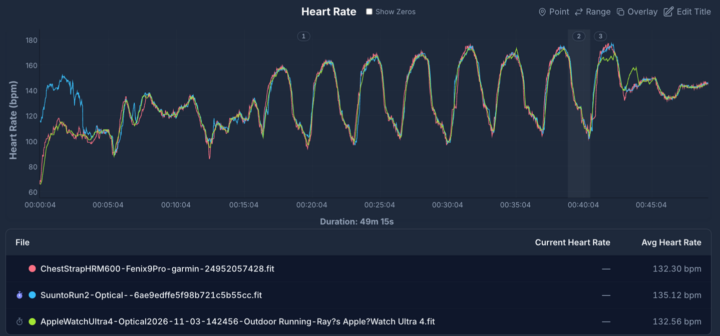 Heart Rate
Show Zeros
Point
Range
Overlay
Edit Title
1
2
3
Heart Rate (bpm)
180
160
140
120
100
80
60
00:00:04
00:05:04
00:10:04
00:15:04
00:20:04
00:25:04
00:30:04
00:35:04
00:40:04
00:45:04
Duration: 49m 15s
File Current Heart Rate Avg Heart Rate
ChestStrapHRM600-Fenix9Pro-garmin-24952057428.fit — 132.30 bpm
SuuntoRun2-Optical--6ae9edffe5f98b721c5b55cc.fit — 135.12 bpm
AppleWatchUltra4-Optical2026-11-03-142456-Outdoor Running-Ray?s Apple?Watch Ultra 4.fit — 132.56 bpm